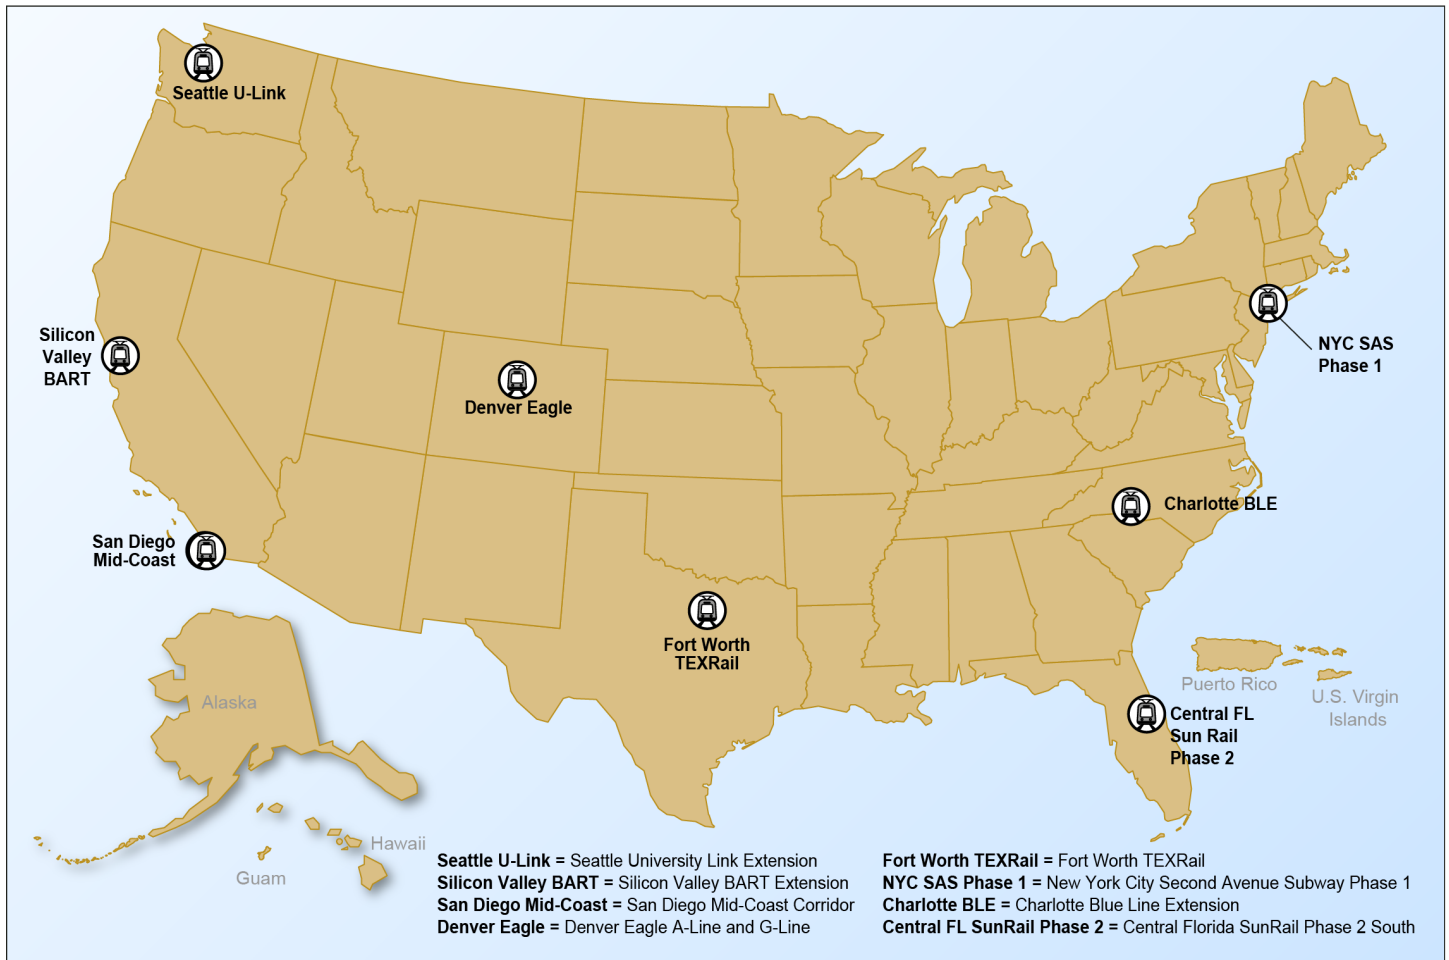 Seattle U-Link
Silicon
Valley
BART
Denver Eagle
NYC SAS
Phase 1
Charlotte BLE
San Diego
Mid-Coast
Fort Worth
TEXRail
Central FL
Sun Rail
Phase 2
Alaska
Puerto Rico
U.S. Virgin
Islands
Hawaii
Guam
Seattle U-Link = Seattle University Link Extension
Silicon Valley BART = Silicon Valley BART Extension
San Diego Mid-Coast = San Diego Mid-Coast Corridor
Denver Eagle = Denver Eagle A-Line and G-Line
Fort Worth TEXRail = Fort Worth TEXRail
NYC SAS Phase 1 = New York City Second Avenue Subway Phase 1
Charlotte BLE = Charlotte Blue Line Extension
Central FL SunRail Phase 2 = Central Florida SunRail Phase 2 South